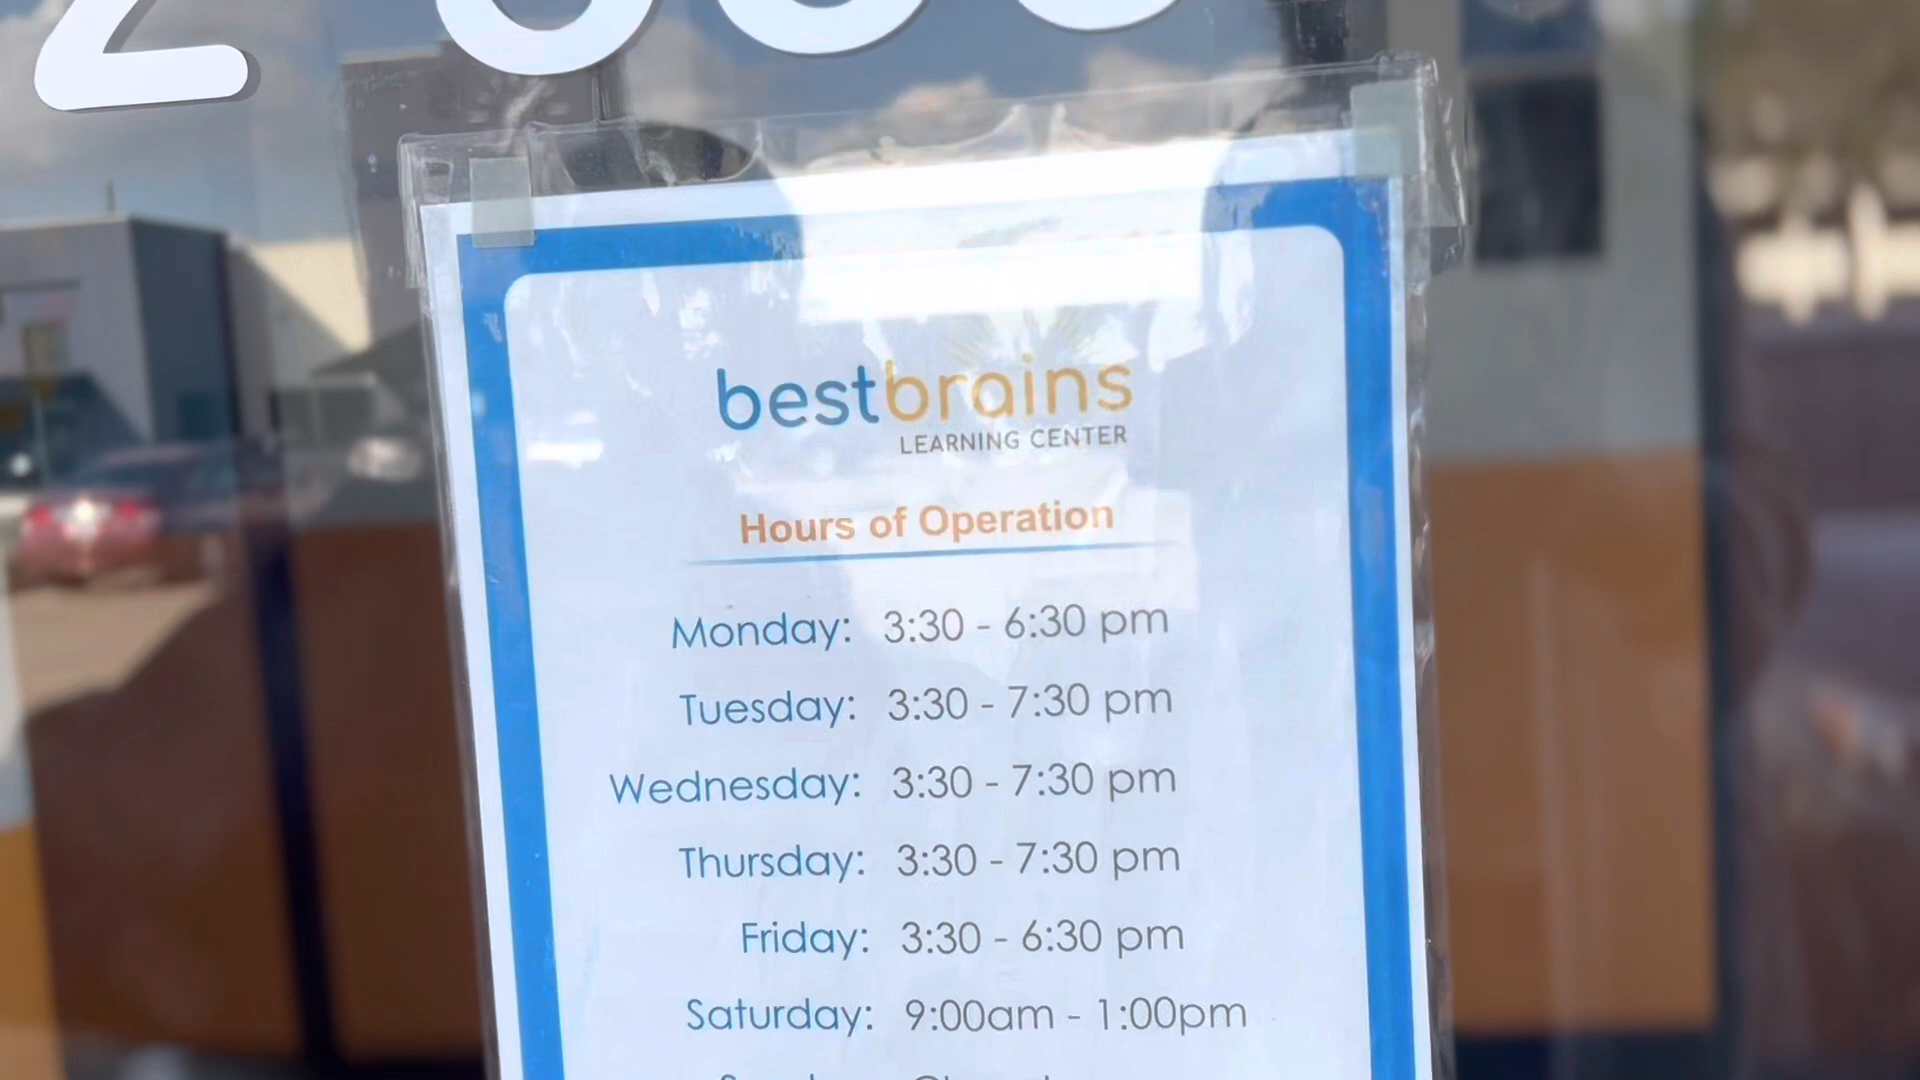 bestbrains
LEARNING CENTER
Hours of Operation
Monday: 3:30 - 6:30 pm
Tuesday: 3:30 - 7:30 pm
Wednesday: 3:30 - 7:30 pm
Thursday: 3:30 - 7:30 pm
Friday: 3:30 - 6:30 pm
Saturday: 9:00am - 1:00pm